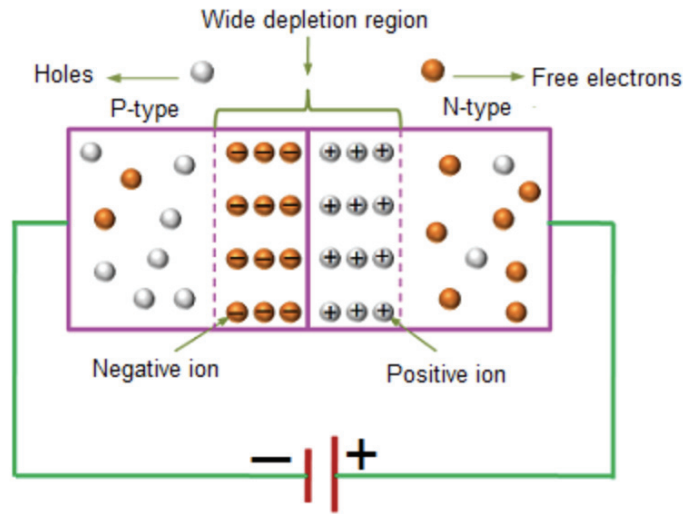 Wide depletion region
Holes
Free electrons
P-type
N-type
Negative ion
Positive ion
− +